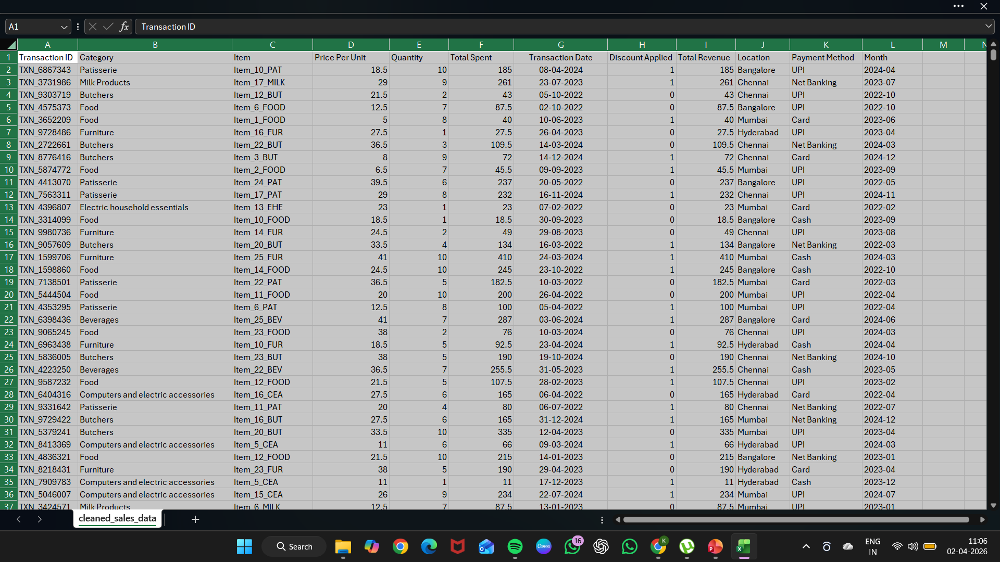 A1 Transaction ID
A B C D E F G H I J K L M N
1 Transaction ID Category Item Price Per Unit Quantity Total Spent Transaction Date Discount Applied Total Revenue Location Payment Method Month
2 TXN_6867343 Patisserie Item_10_PAT 18.5 10 185 08-04-2024 1 185 Bangalore UPI 2024-04
3 TXN_3731986 Milk Products Item_17_MILK 29 9 261 23-07-2023 1 261 Chennai Net Banking 2023-07
4 TXN_9303719 Butchers Item_12_BUT 21.5 2 43 05-10-2022 0 43 Chennai UPI 2022-10
5 TXN_4575373 Food Item_6_FOOD 12.5 7 87.5 02-10-2022 0 87.5 Bangalore UPI 2022-10
6 TXN_3652209 Food Item_1_FOOD 5 8 40 10-06-2023 1 40 Mumbai Card 2023-06
7 TXN_9728486 Furniture Item_16_FUR 27.5 1 27.5 26-04-2023 0 27.5 Hyderabad UPI 2023-04
8 TXN_2722661 Butchers Item_22_BUT 36.5 3 109.5 14-03-2024 0 109.5 Chennai Net Banking 2024-03
9 TXN_8776416 Butchers Item_3_BUT 8 9 72 14-12-2024 1 72 Chennai Card 2024-12
10 TXN_5874772 Food Item_2_FOOD 6.5 7 45.5 09-09-2023 1 45.5 Mumbai UPI 2023-09
11 TXN_4413070 Patisserie Item_24_PAT 39.5 6 237 20-05-2022 0 237 Bangalore UPI 2022-05
12 TXN_7563311 Patisserie Item_17_PAT 29 8 232 16-11-2024 1 232 Chennai UPI 2024-11
13 TXN_4396807 Electric household essentials Item_13_EHE 23 1 23 07-02-2022 0 23 Mumbai Card 2022-02
14 TXN_3314099 Food Item_10_FOOD 18.5 1 18.5 30-09-2023 0 18.5 Bangalore Cash 2023-09
15 TXN_9980736 Furniture Item_14_FUR 24.5 2 49 29-08-2023 0 49 Chennai UPI 2023-08
16 TXN_9057609 Butchers Item_20_BUT 33.5 4 134 16-03-2022 1 134 Bangalore Net Banking 2022-03
17 TXN_1599706 Furniture Item_25_FUR 41 10 410 24-03-2024 1 410 Mumbai Cash 2024-03
18 TXN_1598860 Food Item_14_FOOD 24.5 10 245 23-10-2022 1 245 Bangalore Cash 2022-10
19 TXN_7138501 Patisserie Item_22_PAT 36.5 5 182.5 10-03-2022 1 182.5 Mumbai Card 2022-03
20 TXN_5444504 Food Item_11_FOOD 20 10 200 26-04-2022 0 200 Mumbai UPI 2022-04
21 TXN_4353295 Patisserie Item_6_PAT 12.5 8 100 05-04-2022 1 100 Mumbai UPI 2022-04
22 TXN_6398436 Beverages Item_25_BEV 41 7 287 03-06-2024 1 287 Bangalore Card 2024-06
23 TXN_9065245 Food Item_23_FOOD 38 2 76 10-03-2024 0 76 Chennai UPI 2024-03
24 TXN_6963438 Furniture Item_10_FUR 18.5 5 92.5 23-04-2024 1 92.5 Hyderabad Cash 2024-04
25 TXN_5836005 Butchers Item_23_BUT 38 5 190 19-10-2024 0 190 Chennai Net Banking 2024-10
26 TXN_4223250 Beverages Item_22_BEV 36.5 7 255.5 31-05-2023 1 255.5 Chennai Cash 2023-05
27 TXN_9587232 Food Item_12_FOOD 21.5 5 107.5 28-02-2023 1 107.5 Chennai UPI 2023-02
28 TXN_6404316 Computers and electric accessories Item_16_CEA 27.5 6 165 06-04-2022 0 165 Hyderabad Card 2022-04
29 TXN_9331642 Patisserie Item_11_PAT 20 4 80 06-07-2022 1 80 Chennai Net Banking 2022-07
30 TXN_9729422 Butchers Item_16_BUT 27.5 6 165 31-12-2024 1 165 Mumbai Net Banking 2024-12
31 TXN_5379241 Butchers Item_20_BUT 33.5 10 335 12-04-2023 0 335 Mumbai UPI 2023-04
32 TXN_8413369 Computers and electric accessories Item_5_CEA 11 6 66 09-03-2024 1 66 Hyderabad UPI 2024-03
33 TXN_4836321 Food Item_12_FOOD 21.5 10 215 14-01-2023 0 215 Bangalore Net Banking 2023-01
34 TXN_8218431 Furniture Item_23_FUR 38 5 190 29-04-2023 0 190 Hyderabad Card 2023-04
35 TXN_7909783 Computers and electric accessories Item_5_CEA 11 1 11 17-12-2023 1 11 Hyderabad Cash 2023-12
36 TXN_5046007 Computers and electric accessories Item_15_CEA 26 9 234 22-07-2024 1 234 Mumbai UPI 2024-07
37 TXN_3424571 Milk Products Item_6_MILK 12.5 7 87.5 13-01-2023 0 87.5 Mumbai UPI 2023-01
cleaned_sales_data
Search Canva 16 K ENG IN 11:06
02-04-2026